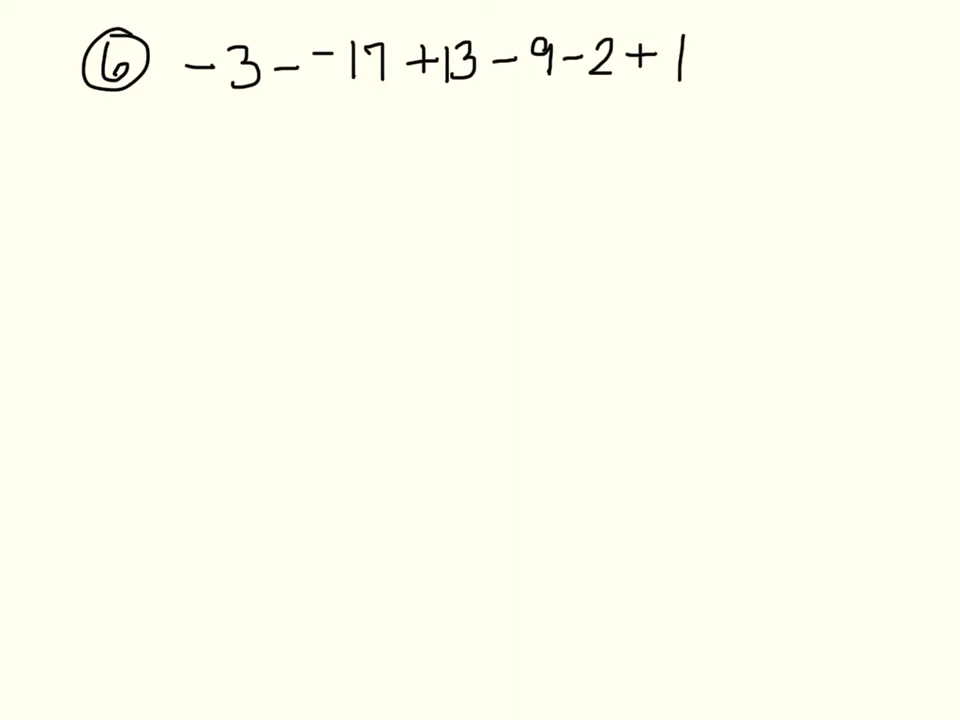 ⑥ -3 - ⁻17 + 13 - 9 - 2 + 1